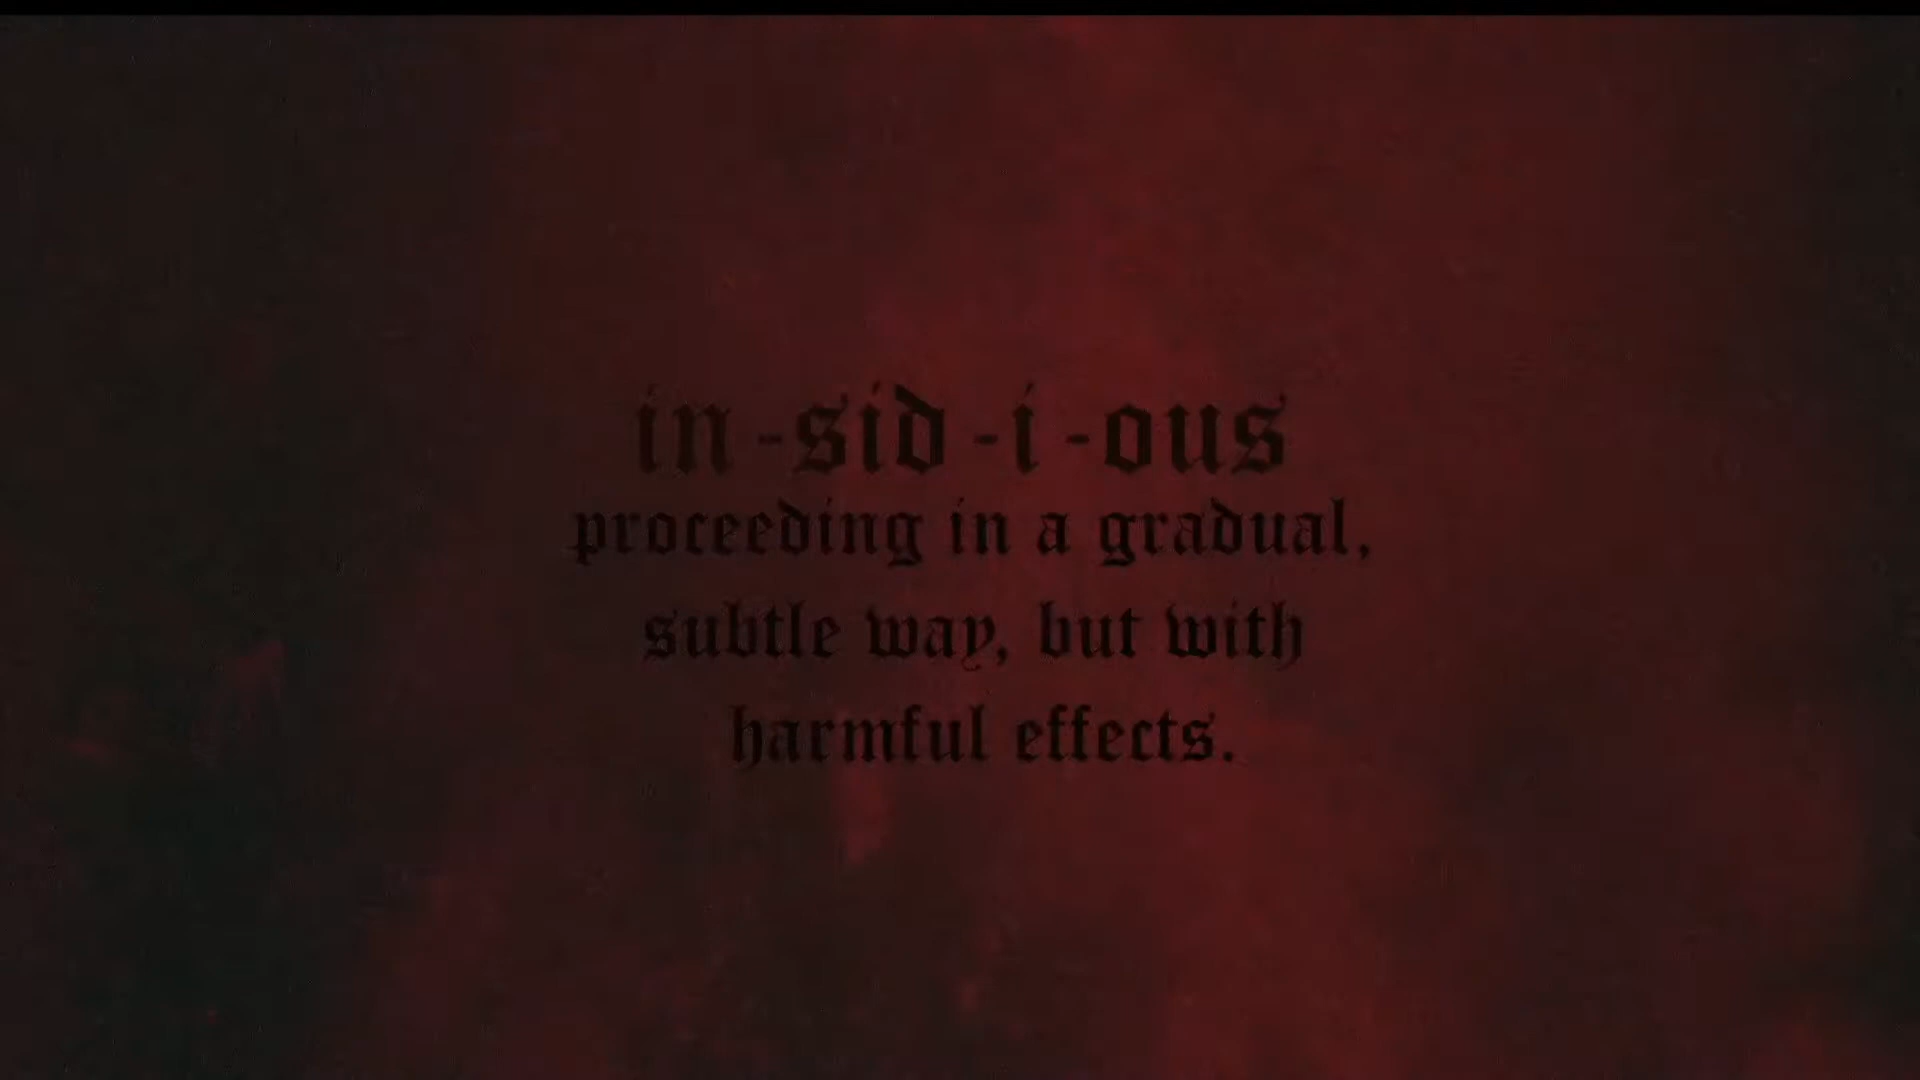 in-sid-i-ous
proceeding in a gradual,
subtle way, but with
harmful effects.